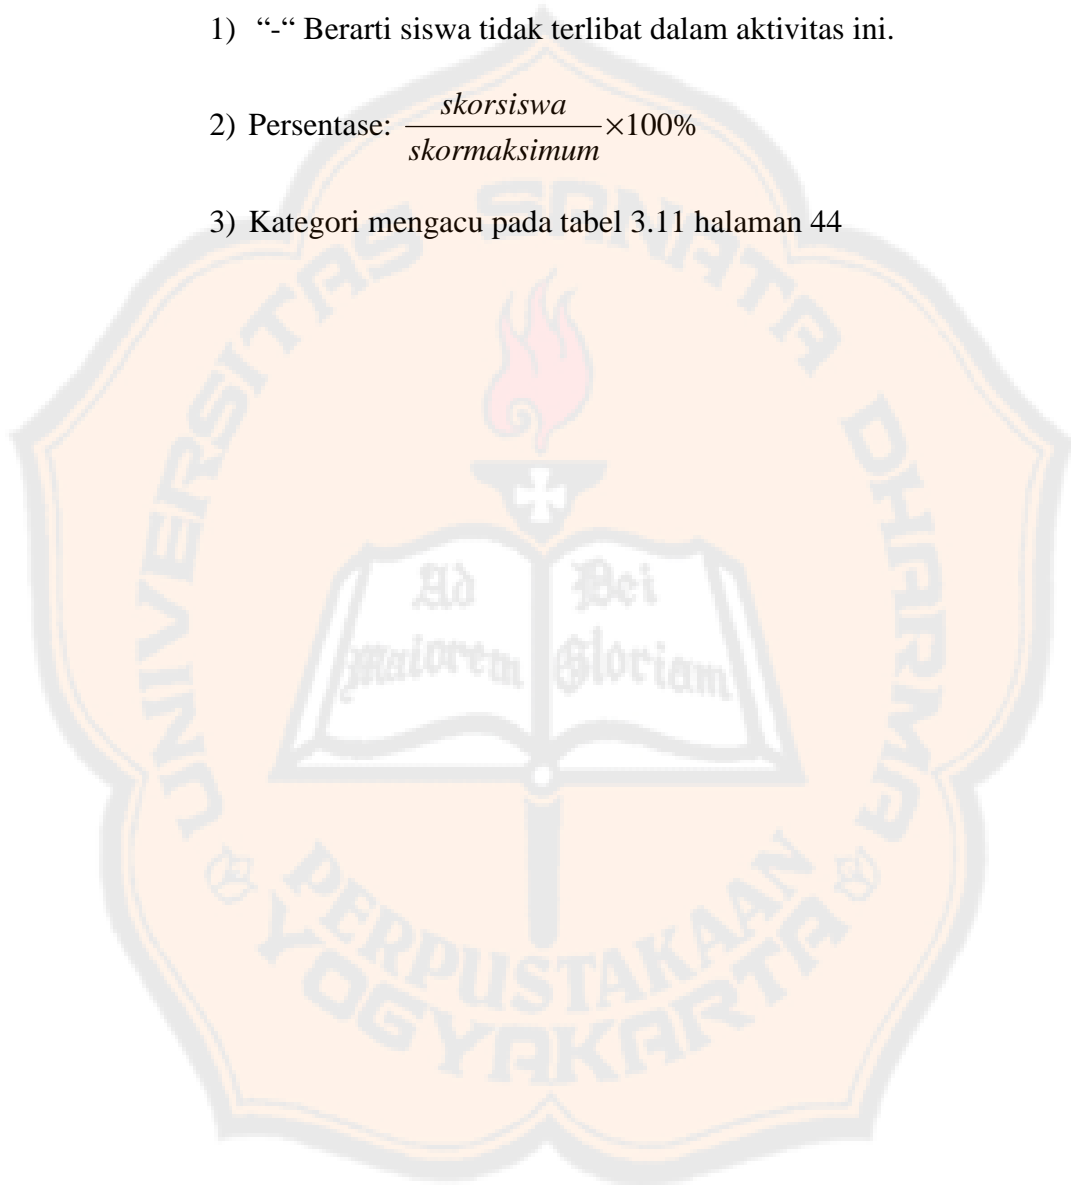 1) “-“ Berarti siswa tidak terlibat dalam aktivitas ini.
2) Persentase: skorsiswa / skormaksimum ×100%
3) Kategori mengacu pada tabel 3.11 halaman 44
UNIVERSITAS SANATA DHARMA
Ad Maiorem
Dei Gloriam
PERPUSTAKAAN
YOGYAKARTA